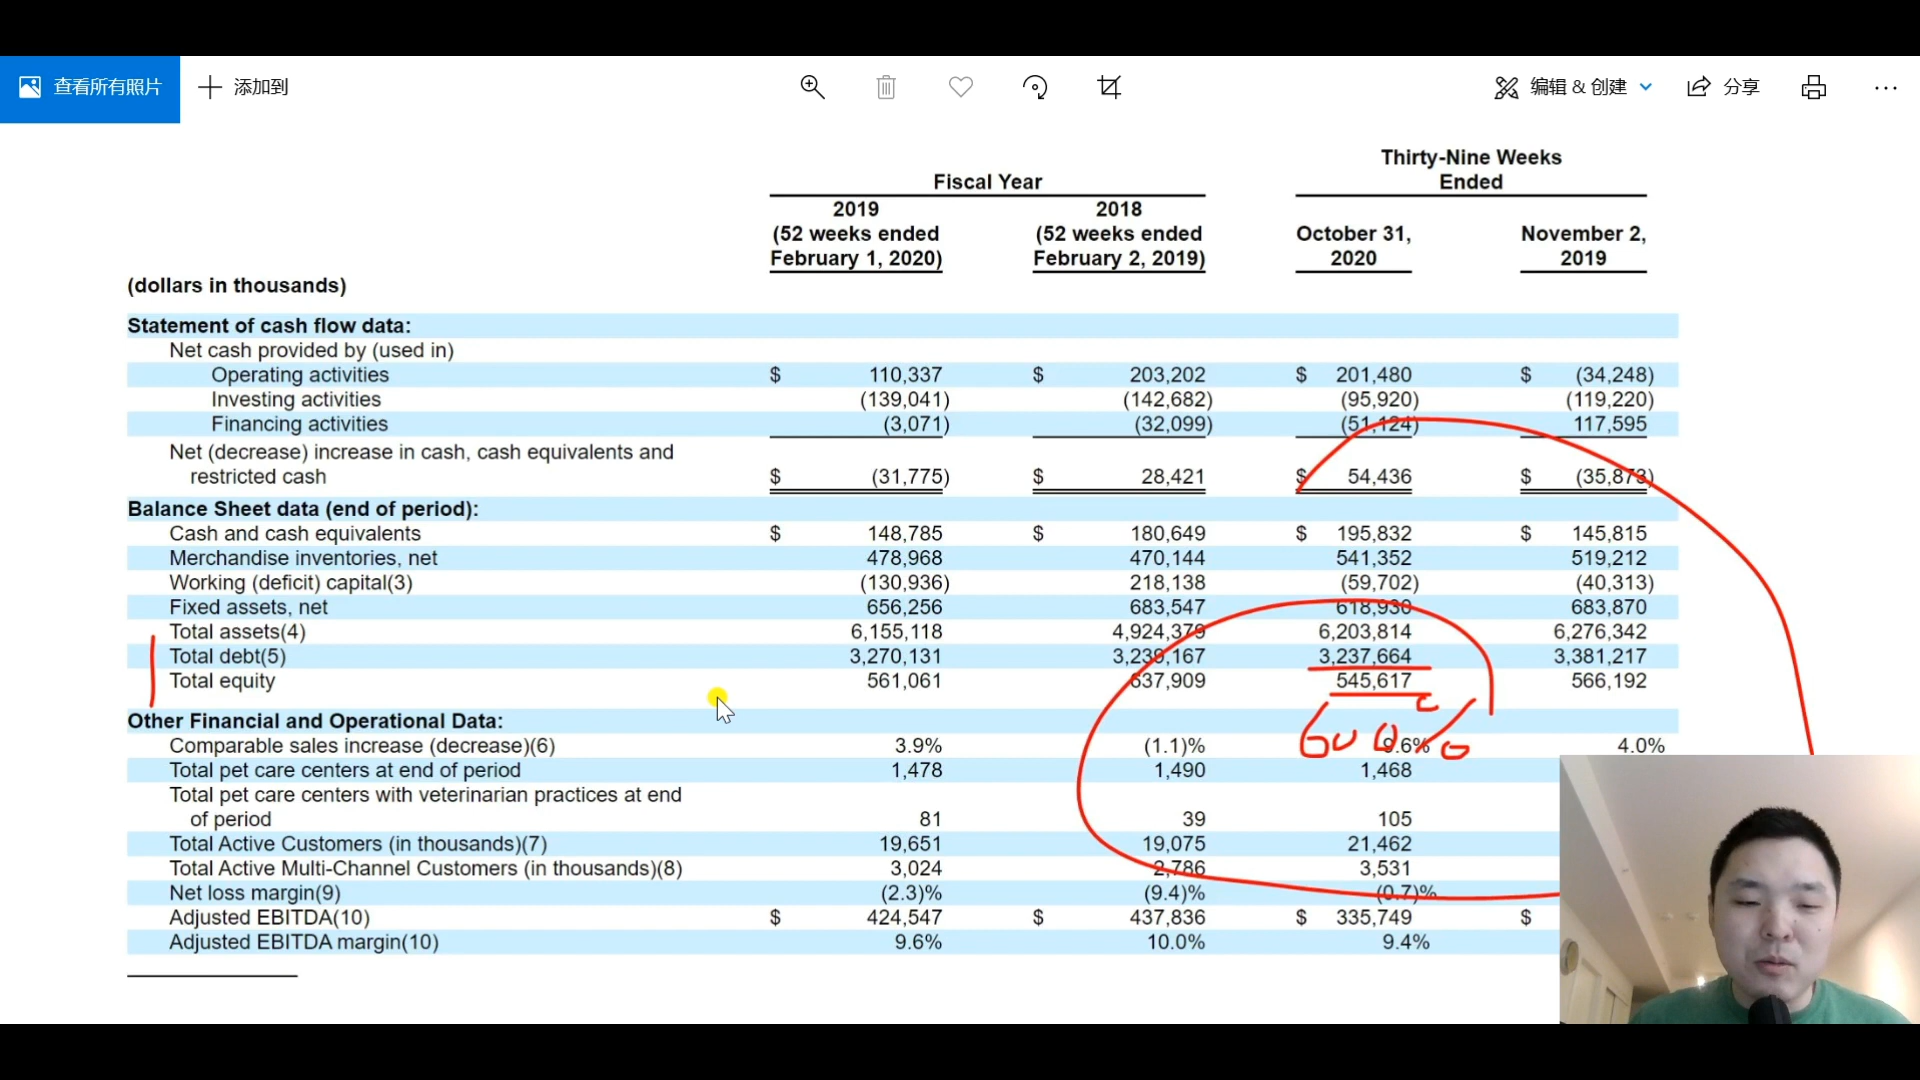 查看所有照片 添加到 编辑 & 创建 分享
Thirty-Nine Weeks
Fiscal Year Ended
2019 2018
(52 weeks ended (52 weeks ended October 31, November 2,
February 1, 2020) February 2, 2019) 2020 2019
(dollars in thousands)
Statement of cash flow data:
Net cash provided by (used in)
Operating activities $ 110,337 $ 203,202 $ 201,480 $ (34,248)
Investing activities (139,041) (142,682) (95,920) (119,220)
Financing activities (3,071) (32,099) (51,124) 117,595
Net (decrease) increase in cash, cash equivalents and
restricted cash $ (31,775) $ 28,421 $ 54,436 $ (35,873)
Balance Sheet data (end of period):
Cash and cash equivalents $ 148,785 $ 180,649 $ 195,832 $ 145,815
Merchandise inventories, net 478,968 470,144 541,352 519,212
Working (deficit) capital(3) (130,936) 218,138 (59,702) (40,313)
Fixed assets, net 656,256 683,547 618,930 683,870
Total assets(4) 6,155,118 4,924,379 6,203,814 6,276,342
Total debt(5) 3,270,131 3,239,167 3,237,664 3,381,217
Total equity 561,061 637,909 545,617 566,192
600%
Other Financial and Operational Data:
Comparable sales increase (decrease)(6) 3.9% (1.1)% 9.6% 4.0%
Total pet care centers at end of period 1,478 1,490 1,468
Total pet care centers with veterinarian practices at end
of period 81 39 105
Total Active Customers (in thousands)(7) 19,651 19,075 21,462
Total Active Multi-Channel Customers (in thousands)(8) 3,024 2,786 3,531
Net loss margin(9) (2.3)% (9.4)% (0.7)%
Adjusted EBITDA(10) $ 424,547 $ 437,836 $ 335,749 $
Adjusted EBITDA margin(10) 9.6% 10.0% 9.4%